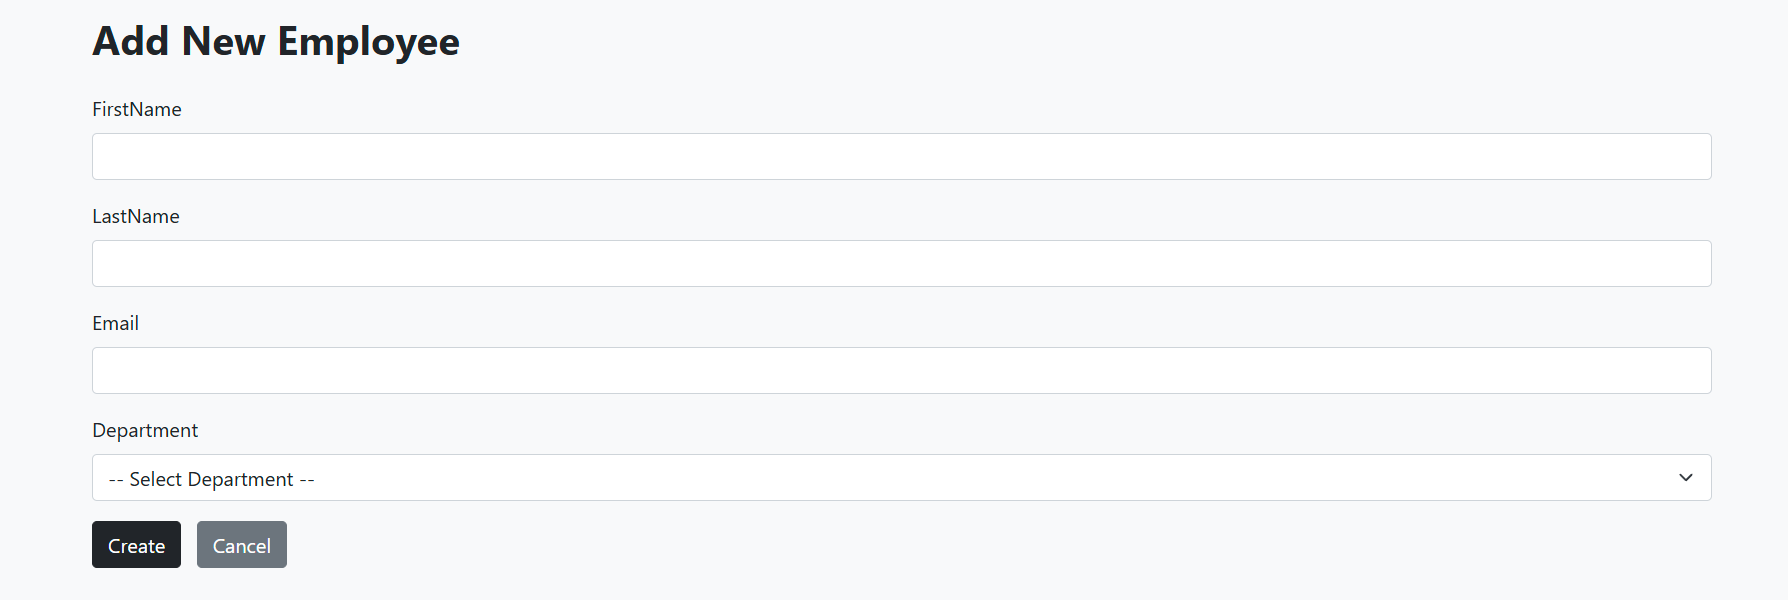 Add New Employee
FirstName
LastName
Email
Department
-- Select Department --
Create Cancel